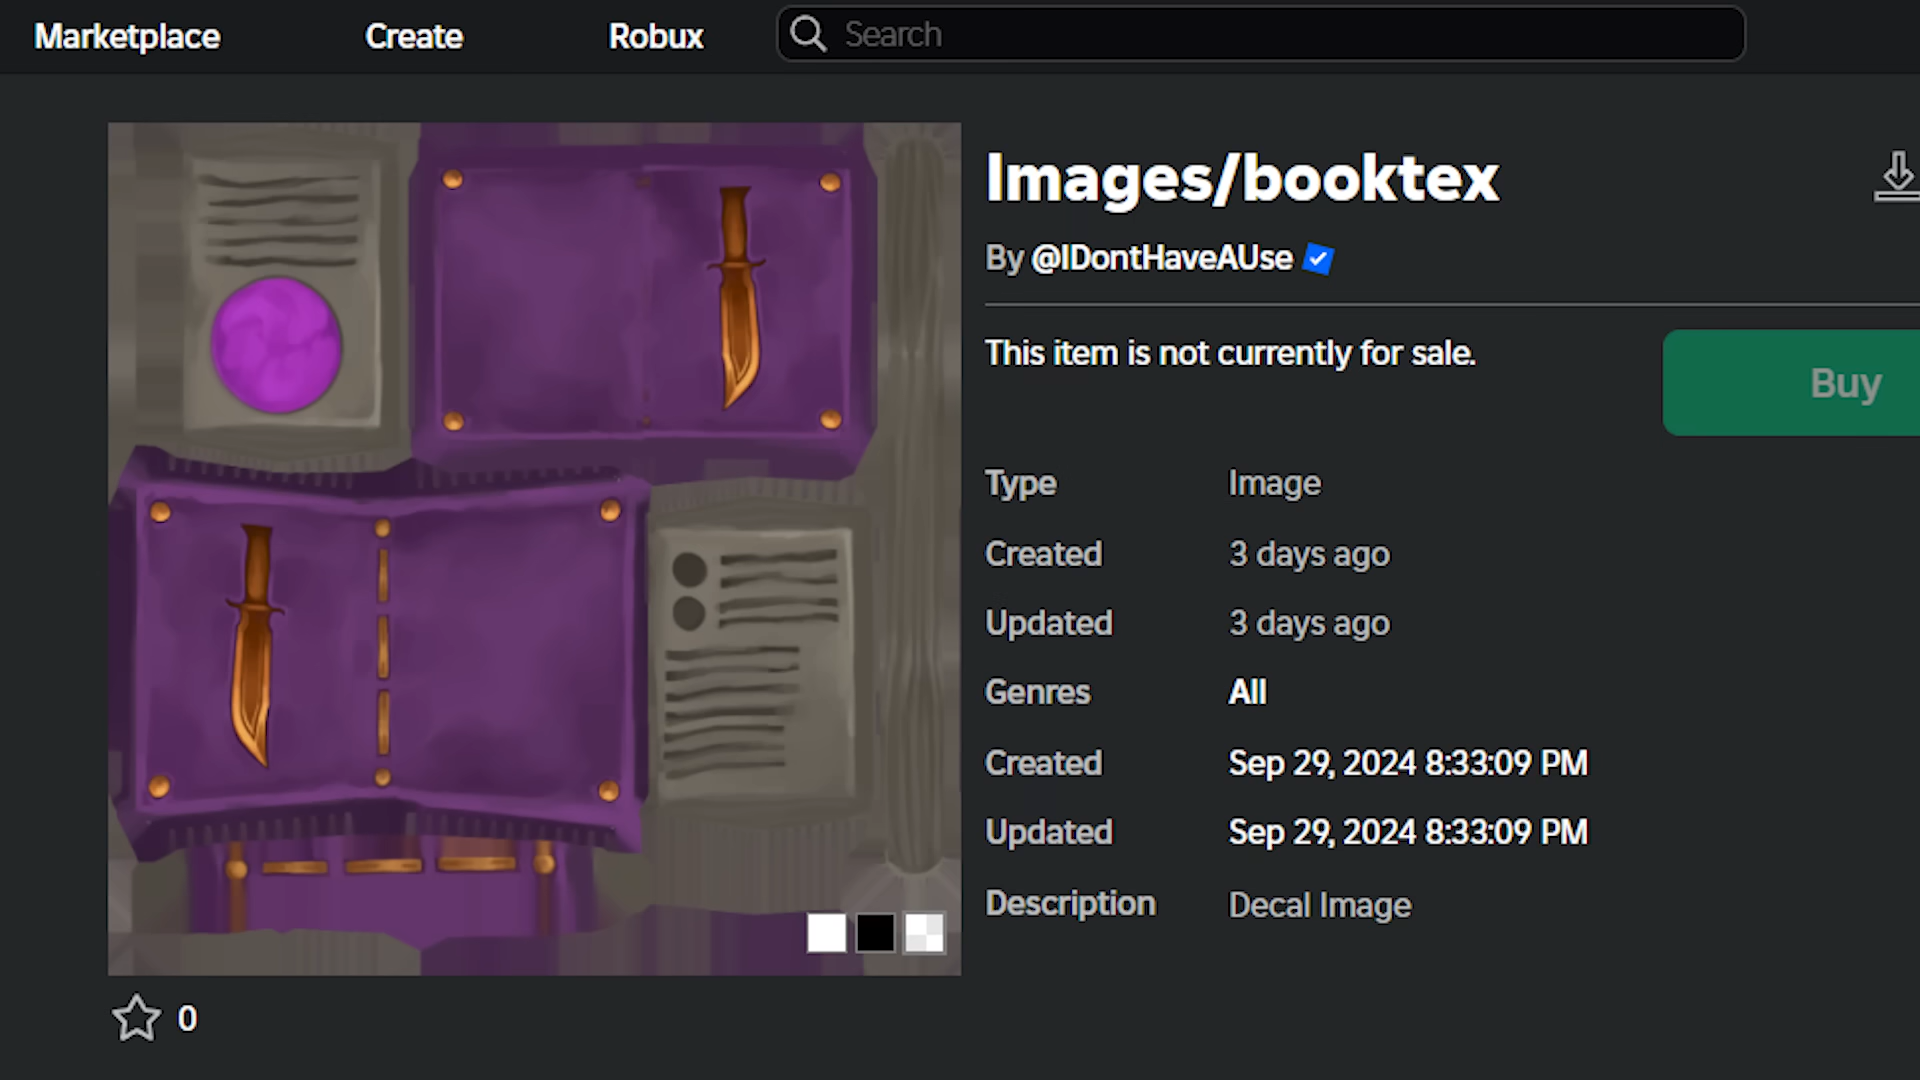 Marketplace Create Robux Search
Images/booktex
By @IDontHaveAUse
This item is not currently for sale.
Buy
Type Image
Created 3 days ago
Updated 3 days ago
Genres All
Created Sep 29, 2024 8:33:09 PM
Updated Sep 29, 2024 8:33:09 PM
Description Decal Image
0